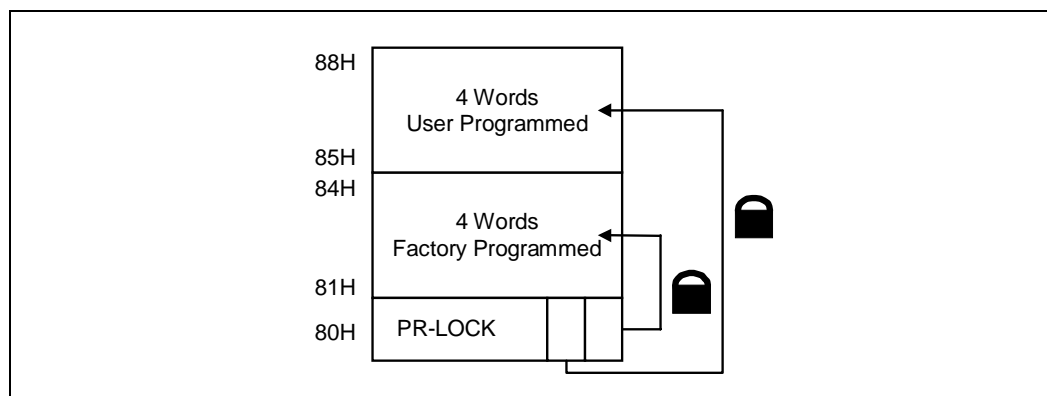 88H
4 Words
User Programmed
85H
84H
4 Words
Factory Programmed
81H
80H
PR-LOCK